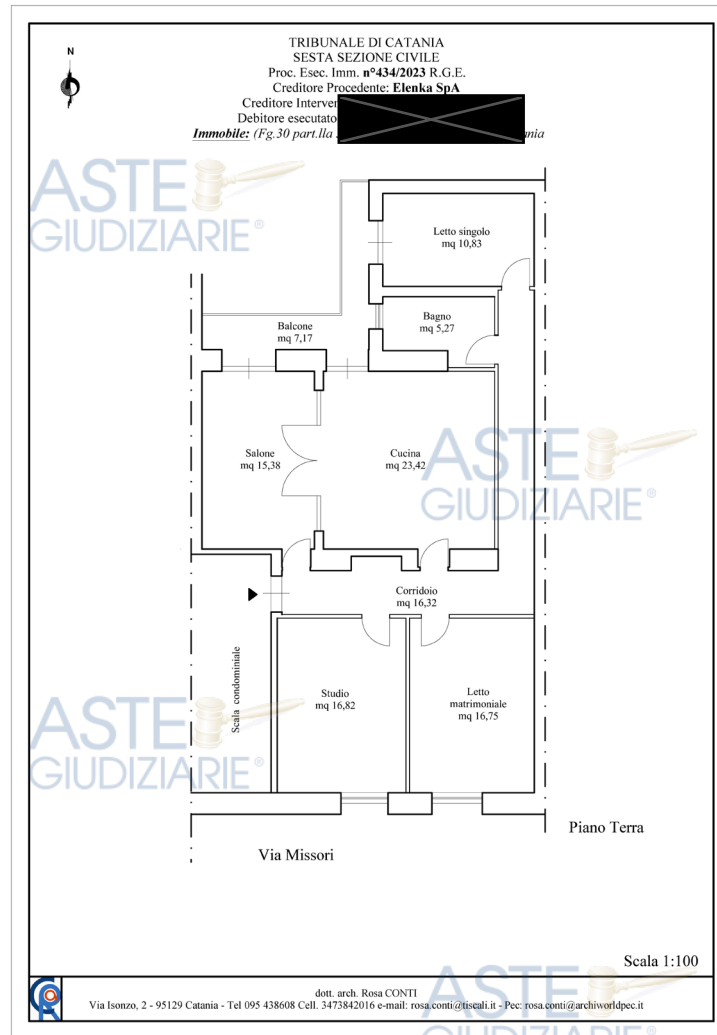 N
TRIBUNALE DI CATANIA
SESTA SEZIONE CIVILE
Proc. Esec. Imm. n°434/2023 R.G.E.
Creditore Procedente: Elenka SpA
Creditore Interven
Debitore esecutato
Immobile: (Fg.30 part.lla
ania
ASTE
GIUDIZIARIE®
Letto singolo
mq 10,83
Bagno
mq 5,27
Balcone
mq 7,17
Salone
mq 15,38
Cucina
mq 23,42
ASTE
GIUDIZIARIE®
Corridoio
mq 16,32
Scala condominiale
Studio
mq 16,82
Letto
matrimoniale
mq 16,75
ASTE
GIUDIZIARIE®
Piano Terra
Via Missori
Scala 1:100
ASTE
GIUDIZIARIE®
dott. arch. Rosa CONTI
Via Isonzo, 2 - 95129 Catania - Tel 095 438608 Cell. 3473842016 e-mail: rosa.conti@tiscali.it - Pec: rosa.conti@archiworldpec.it